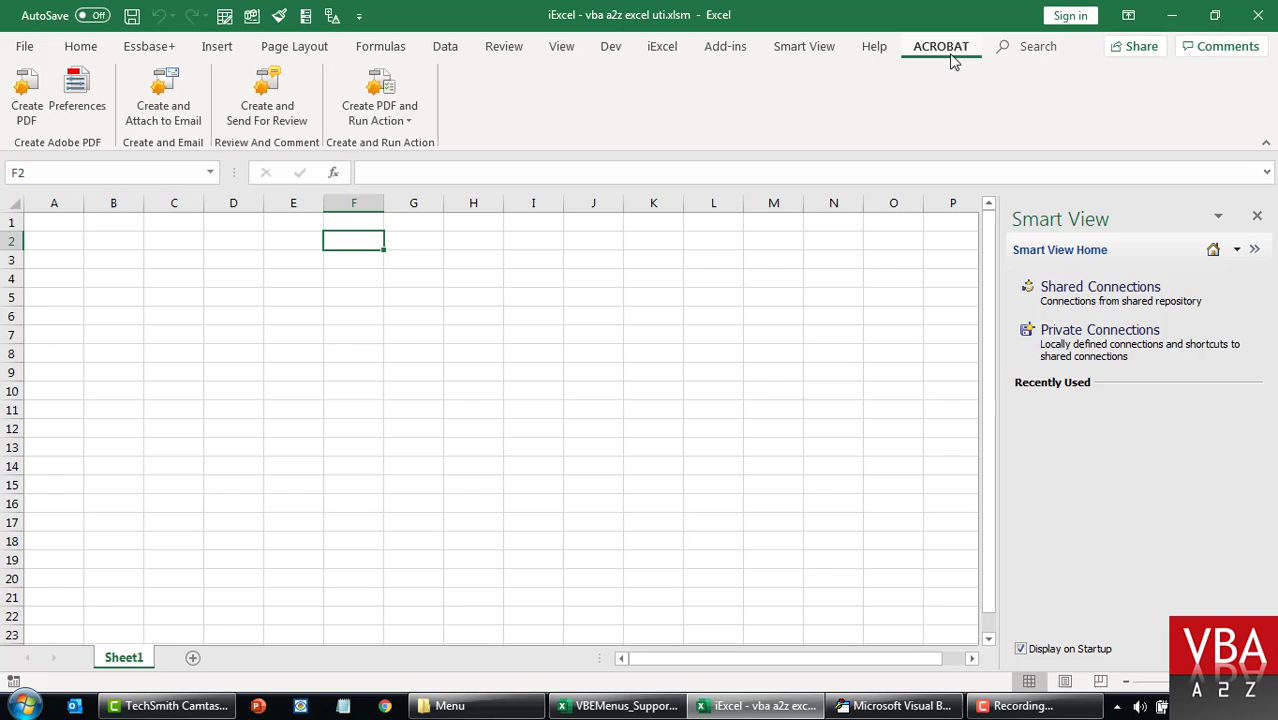 AutoSave Off iExcel - vba a2z excel uti.xlsm - Excel Sign in
File Home Essbase+ Insert Page Layout Formulas Data Review View Dev iExcel Add-ins Smart View Help ACROBAT Search Share Comments
Create PDF Preferences Create and Attach to Email Create and Send For Review Create PDF and Run Action
Create Adobe PDF Create and Email Review And Comment Create and Run Action
F2 fx
A B C D E F G H I J K L M N O P
1
2
3
4
5
6
7
8
9
10
11
12
13
14
15
16
17
18
19
20
21
22
23
Smart View
Smart View Home
Shared Connections
Connections from shared repository
Private Connections
Locally defined connections and shortcuts to
shared connections
Recently Used
Display on Startup
Sheet1
VBA
A 2 Z
TechSmith Camtas... Menu VBEMenus_Suppor... iExcel - vba a2z exc... Microsoft Visual B... Recording...